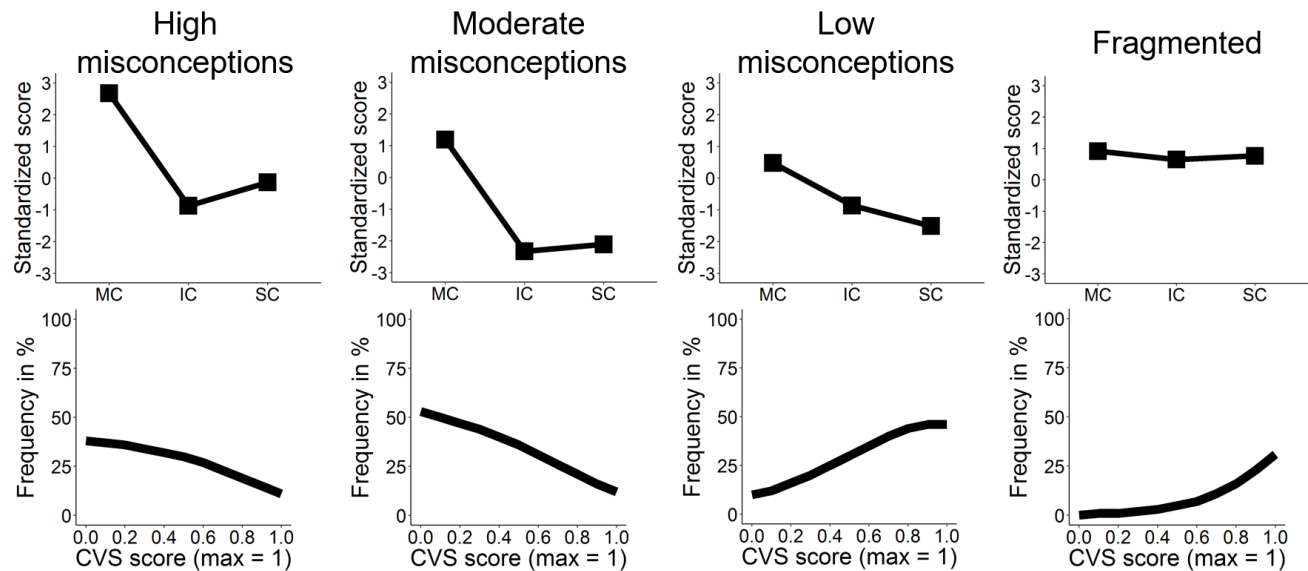 High
misconceptions
Moderate
misconceptions
Low
misconceptions
Fragmented
Standardized score
3
2
1
0
-1
-2
-3
MC IC SC
Standardized score
3
2
1
0
-1
-2
-3
MC IC SC
Standardized score
3
2
1
0
-1
-2
-3
MC IC SC
Standardized score
3
2
1
0
-1
-2
-3
MC IC SC
Frequency in %
100
75
50
25
0
0.0 0.2 0.4 0.6 0.8 1.0
CVS score (max = 1)
Frequency in %
100
75
50
25
0
0.0 0.2 0.4 0.6 0.8 1.0
CVS score (max = 1)
Frequency in %
100
75
50
25
0
0.0 0.2 0.4 0.6 0.8 1.0
CVS score (max = 1)
Frequency in %
100
75
50
25
0
0.0 0.2 0.4 0.6 0.8 1.0
CVS score (max = 1)